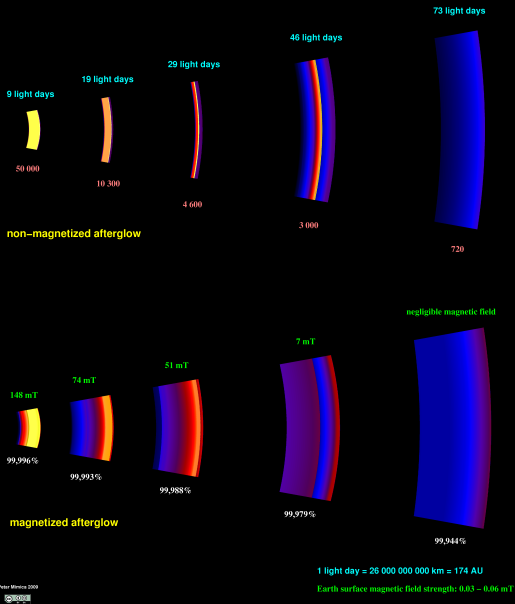 73 light days
46 light days
29 light days
19 light days
9 light days
50 000
10 300
4 600
3 000
720
non−magnetized afterglow
negligible magnetic field
7 mT
51 mT
74 mT
148 mT
99,996%
99,993%
99,988%
99,979%
99,944%
magnetized afterglow
1 light day = 26 000 000 000 km = 174 AU
Earth surface magnetic field strength: 0.03 − 0.06 mT
Peter Mimica 2009